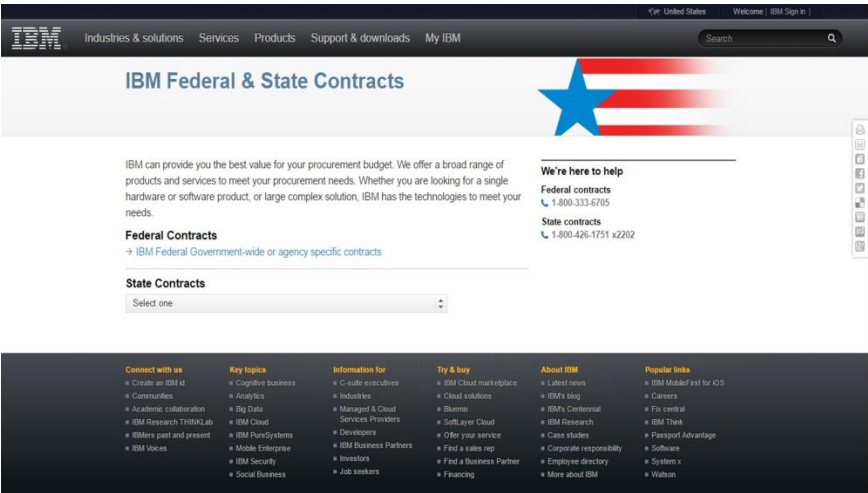 United States Welcome [ IBM Sign in ]
IBM Industries & solutions Services Products Support & downloads My IBM Search
IBM Federal & State Contracts
IBM can provide you the best value for your procurement budget. We offer a broad range of
products and services to meet your procurement needs. Whether you are looking for a single
hardware or software product, or large complex solution, IBM has the technologies to meet your
needs.
Federal Contracts
→ IBM Federal Government-wide or agency specific contracts
State Contracts
Select one
We're here to help
Federal contracts
1-800-333-6705
State contracts
1-800-426-1751 x2202
Connect with us
Create an IBM id
Communities
Academic collaboration
IBM Research THINKLab
IBMers past and present
IBM Voices
Key topics
Cognitive business
Analytics
Big Data
IBM Cloud
IBM PureSystems
Mobile Enterprise
IBM Security
Social Business
Information for
C-suite executives
Industries
Managed & Cloud
Services Providers
Developers
IBM Business Partners
Investors
Job seekers
Try & buy
IBM Cloud marketplace
Cloud solutions
Bluemix
SoftLayer Cloud
Offer your service
Find a sales rep
Find a Business Partner
Financing
About IBM
Latest news
IBM's blog
IBM's Centennial
IBM Research
Case studies
Corporate responsibility
Employee directory
More about IBM
Popular links
IBM MobileFirst for iOS
Careers
Fix central
IBM Think
Passport Advantage
Software
System x
Watson